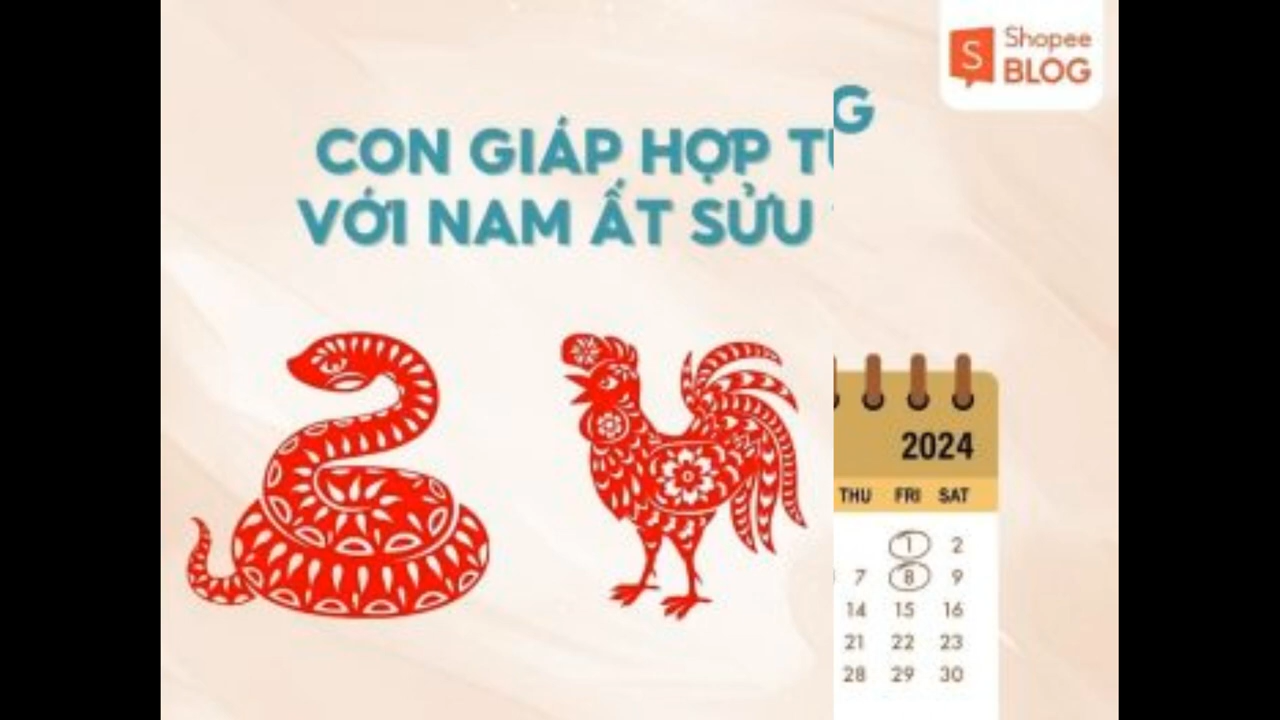 Shopee
BLOG
G
CON GIÁP HỢP
VỚI NAM ẤT SỬU
2024
THU FRI SAT
1 2
7 8 9
14 15 16
21 22 23
28 29 30